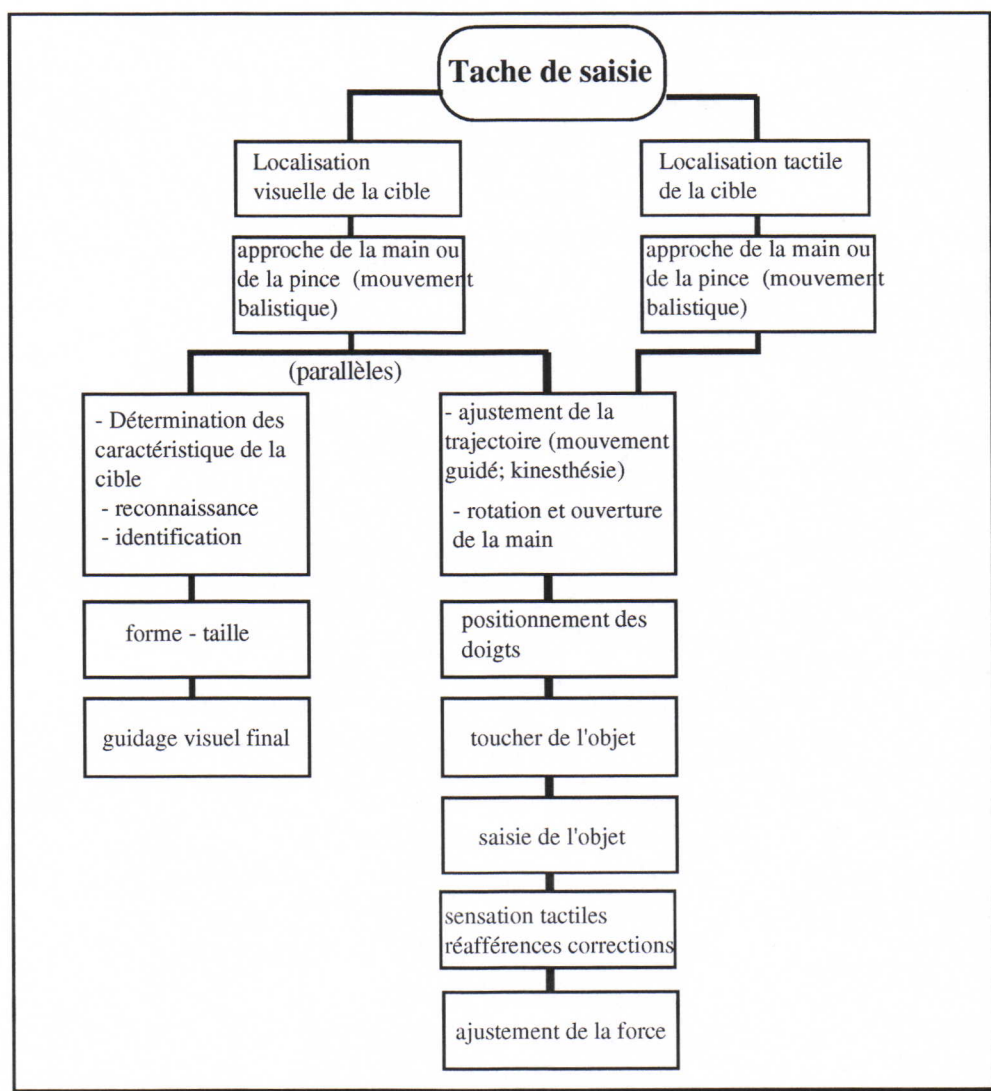 Tache de saisie
Localisation
visuelle de la cible
Localisation tactile
de la cible
approche de la main ou
de la pince (mouvement
balistique)
approche de la main ou
de la pince (mouvement
balistique)
(parallèles)
- Détermination des
caractéristique de la
cible
- reconnaissance
- identification
- ajustement de la
trajectoire (mouvement
guidé; kinesthésie)
- rotation et ouverture
de la main
forme - taille
positionnement des
doigts
guidage visuel final
toucher de l'objet
saisie de l'objet
sensation tactiles
réafférences corrections
ajustement de la force